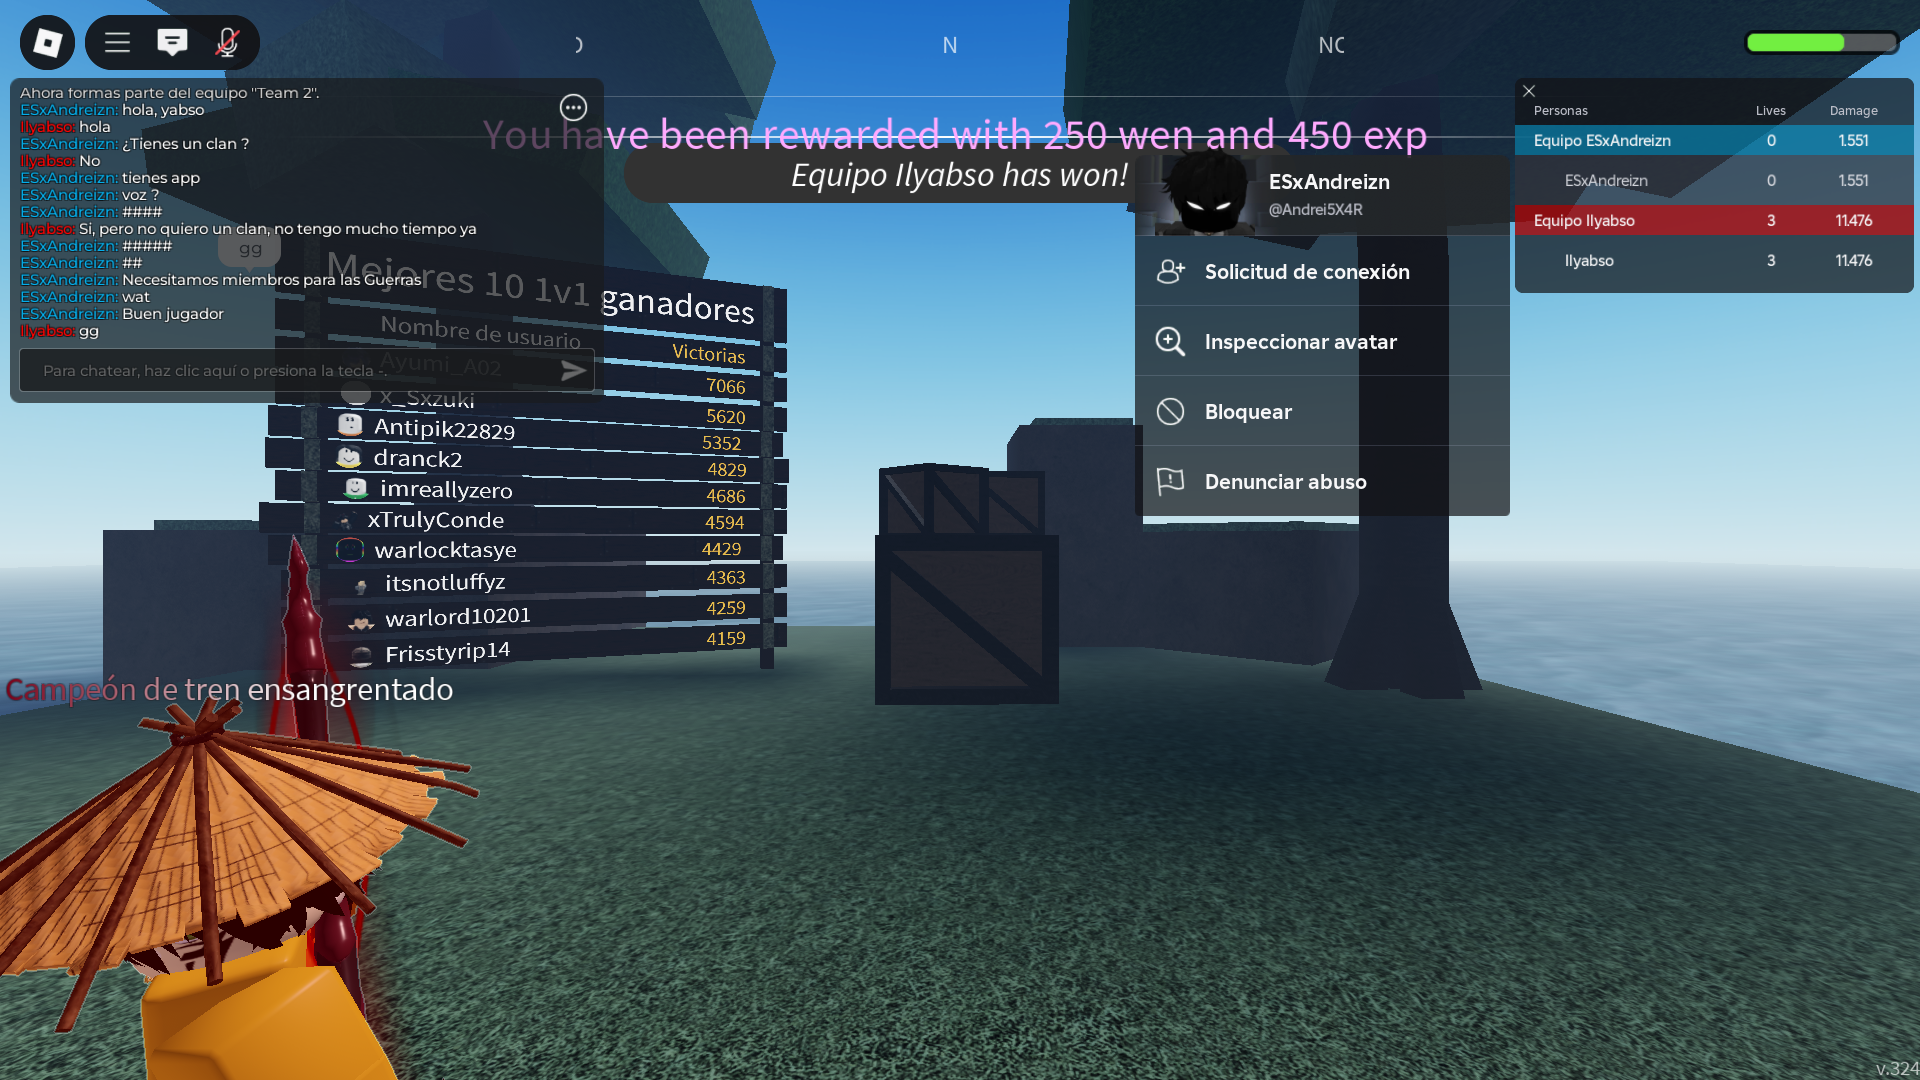 N
NC
Ahora formas parte del equipo "Team 2".
ESxAndreizn: hola, yabso
Ilyabso: hola
ESxAndreizn: ¿Tienes un clan ?
Ilyabso: No
ESxAndreizn: tienes app
ESxAndreizn: voz ?
ESxAndreizn: ####
Ilyabso: Si, pero no quiero un clan, no tengo mucho tiempo ya
ESxAndreizn: #####
ESxAndreizn: ##
ESxAndreizn: Necesitamos miembros para las Guerras
ESxAndreizn: wat
ESxAndreizn: Buen jugador
Ilyabso: gg
Para chatear, haz clic aquí o presiona la tecla -.
gg
You have been rewarded with 250 wen and 450 exp
Equipo Ilyabso has won!
Mejores 10 1v1 ganadores
Nombre de usuario Victorias
Ayumi_A02 7066
x_Sxzuki 5620
Antipik22829 5352
dranck2 4829
imreallyzero 4686
xTrulyConde 4594
warlocktasye 4429
itsnotluffyz 4363
warlord10201 4259
Frisstyrip14 4159
Campeón de tren ensangrentado
ESxAndreizn
@Andrei5X4R
Solicitud de conexión
Inspeccionar avatar
Bloquear
Denunciar abuso
Personas Lives Damage
Equipo ESxAndreizn 0 1.551
ESxAndreizn 0 1.551
Equipo Ilyabso 3 11.476
Ilyabso 3 11.476
v.324